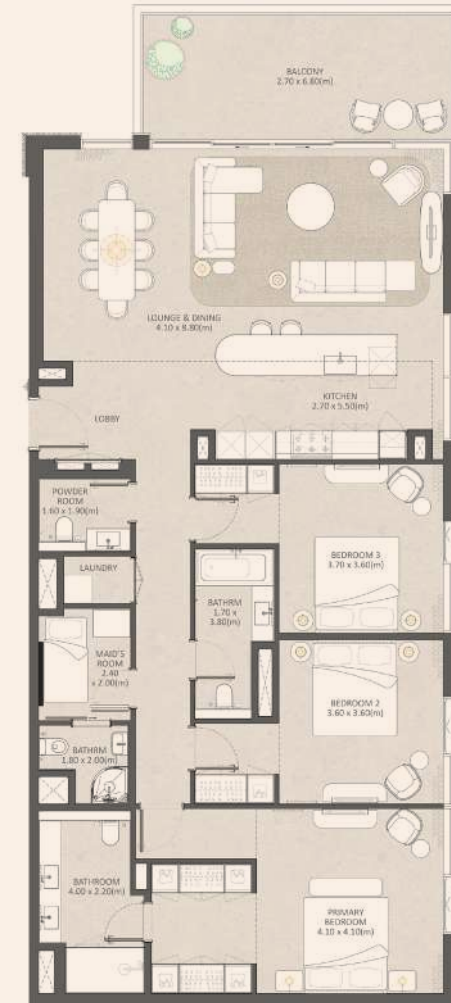 BALCONY
2.70 x 6.80(m)
LOUNGE & DINING
4.10 x 8.80(m)
KITCHEN
2.70 x 5.50(m)
LOBBY
POWDER
ROOM
1.60 x 1.90(m)
LAUNDRY
BEDROOM 3
3.70 x 3.60(m)
BATHRM
1.70 x
3.80(m)
MAID'S
ROOM
2.40
x 2.00(m)
BEDROOM 2
3.60 x 3.60(m)
BATHRM
1.80 x 2.00(m)
BATHROOM
4.00 x 2.20(m)
PRIMARY
BEDROOM
4.10 x 4.10(m)